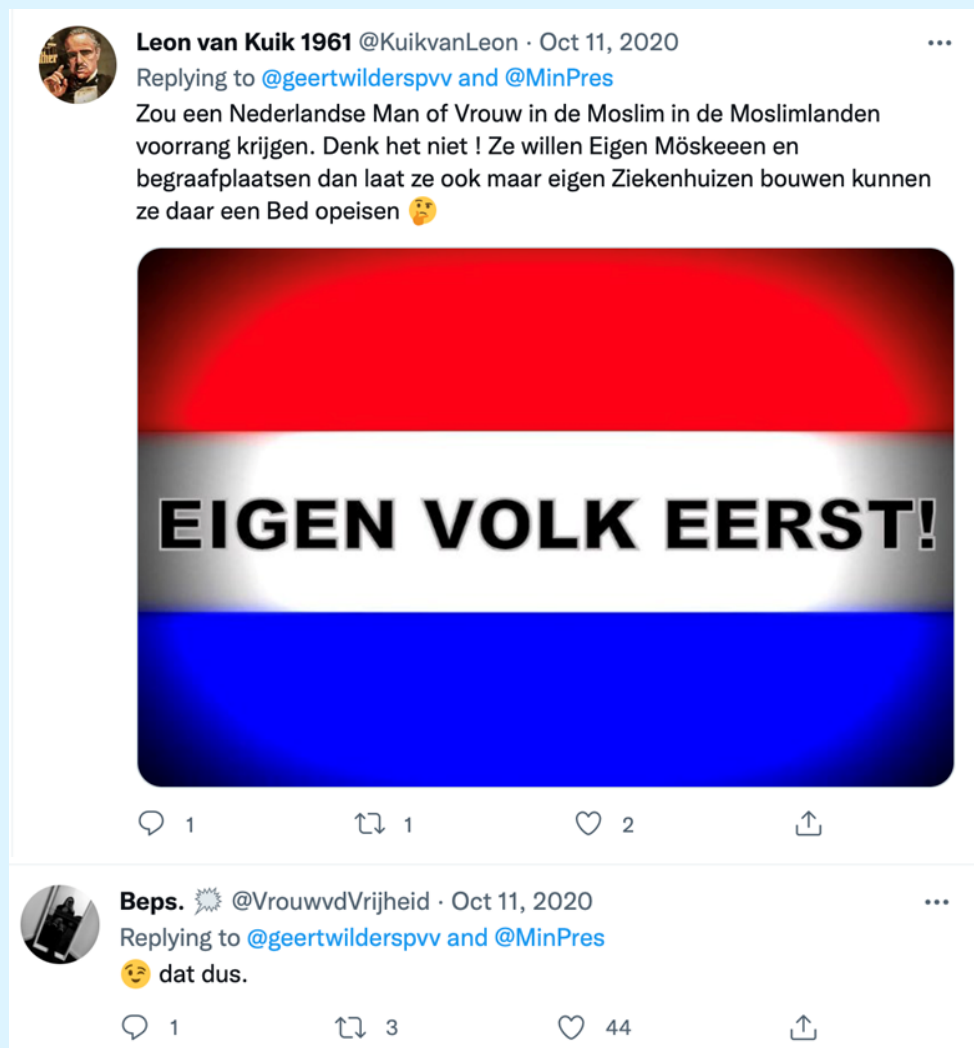 Leon van Kuik 1961 @KuikvanLeon · Oct 11, 2020
Replying to @geertwilderspvv and @MinPres
Zou een Nederlandse Man of Vrouw in de Moslim in de Moslimlanden
voorrang krijgen. Denk het niet ! Ze willen Eigen Möskeeen en
begraafplaatsen dan laat ze ook maar eigen Ziekenhuizen bouwen kunnen
ze daar een Bed opeisen 🤔
EIGEN VOLK EERST!
1 1 2
Beps. 🗯 @VrouwvdVrijheid · Oct 11, 2020
Replying to @geertwilderspvv and @MinPres
😉 dat dus.
1 3 44